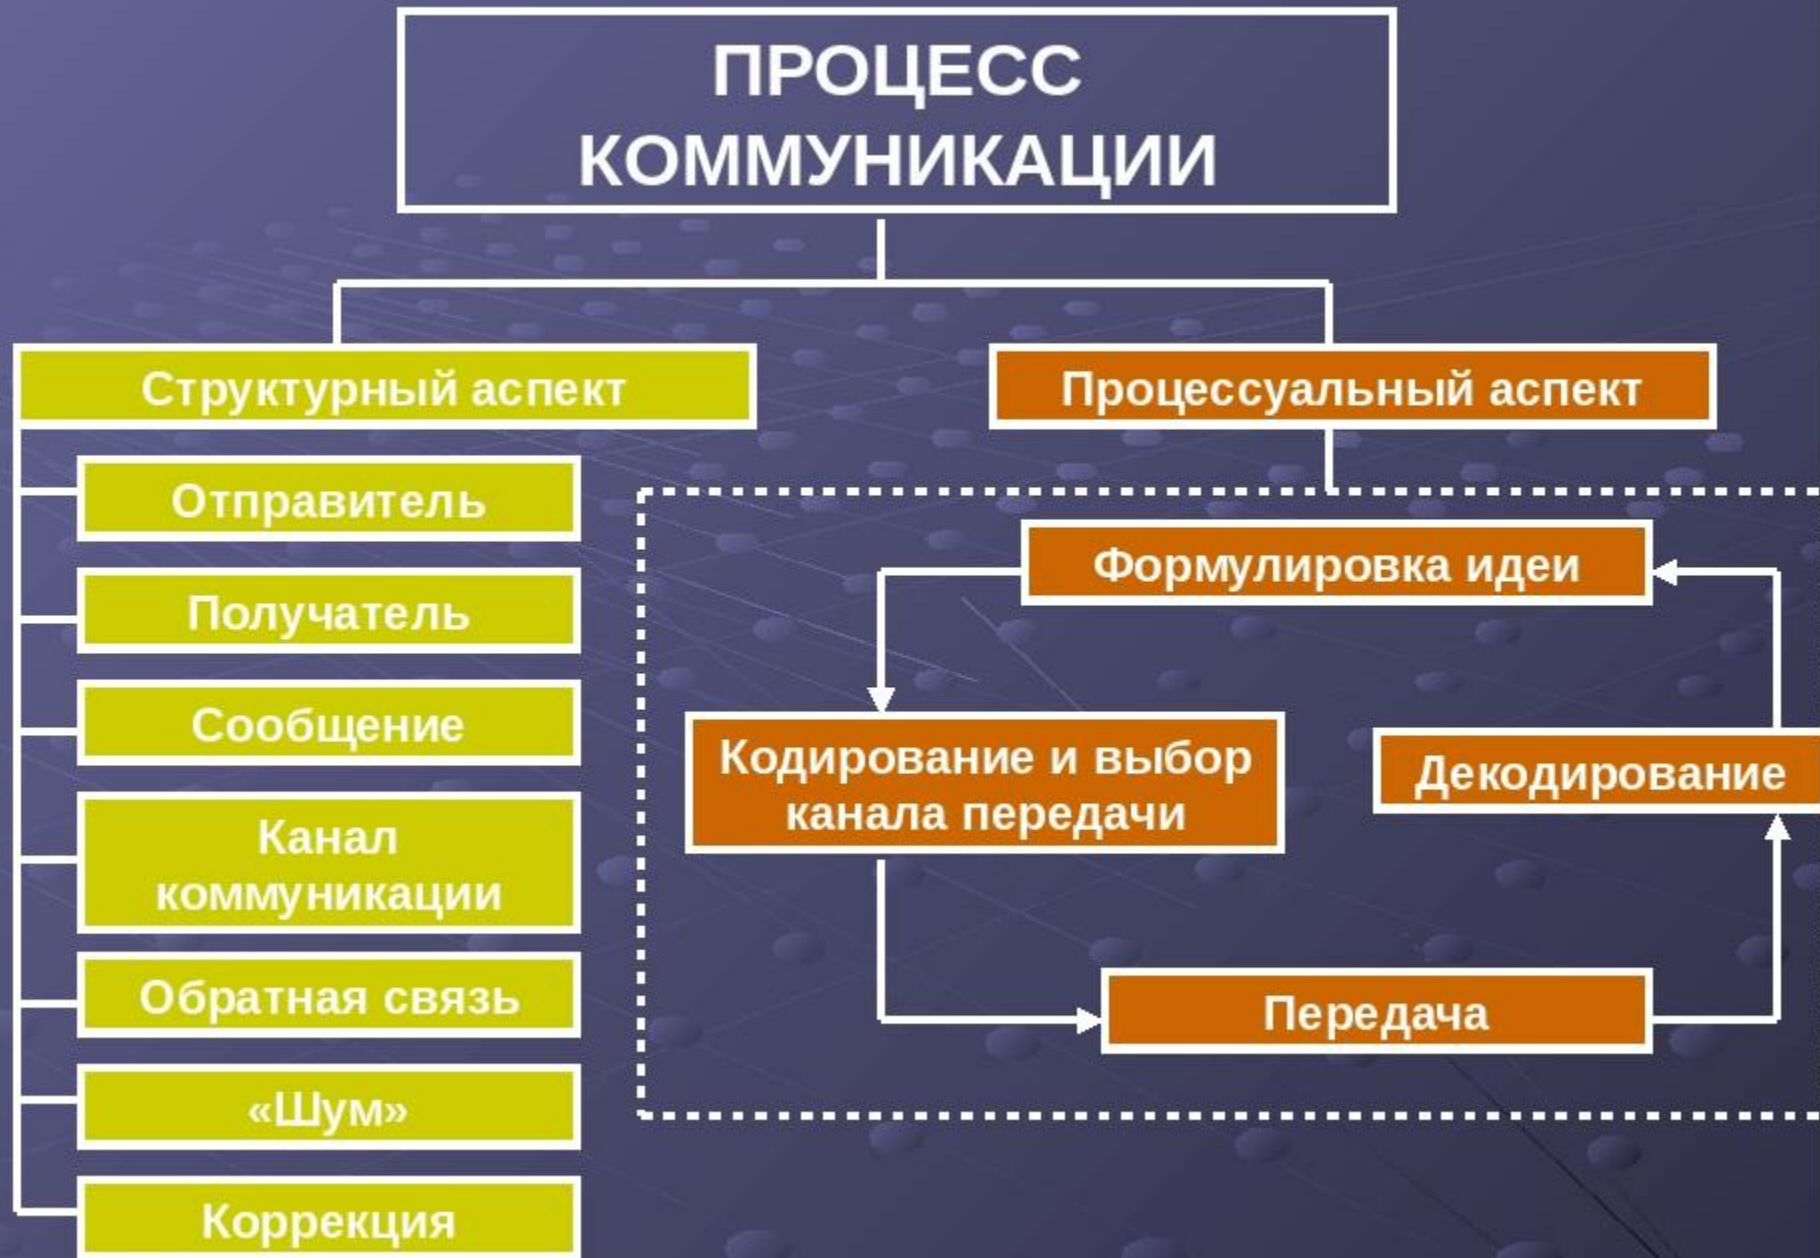 ПРОЦЕСС
КОММУНИКАЦИИ
Структурный аспект
Отправитель
Получатель
Сообщение
Канал
коммуникации
Обратная связь
«Шум»
Коррекция
Процессуальный аспект
Формулировка идеи
Кодирование и выбор
канала передачи
Декодирование
Передача